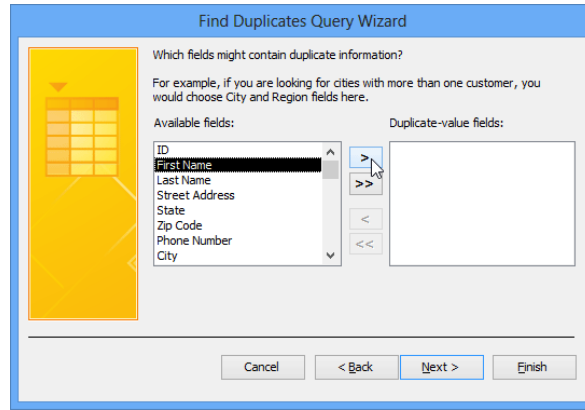 Find Duplicates Query Wizard
Which fields might contain duplicate information?
For example, if you are looking for cities with more than one customer, you
would choose City and Region fields here.
Available fields:
Duplicate-value fields:
ID
First Name
Last Name
Street Address
State
Zip Code
Phone Number
City
>
>>
<
<<
Cancel
< Back
Next >
Finish